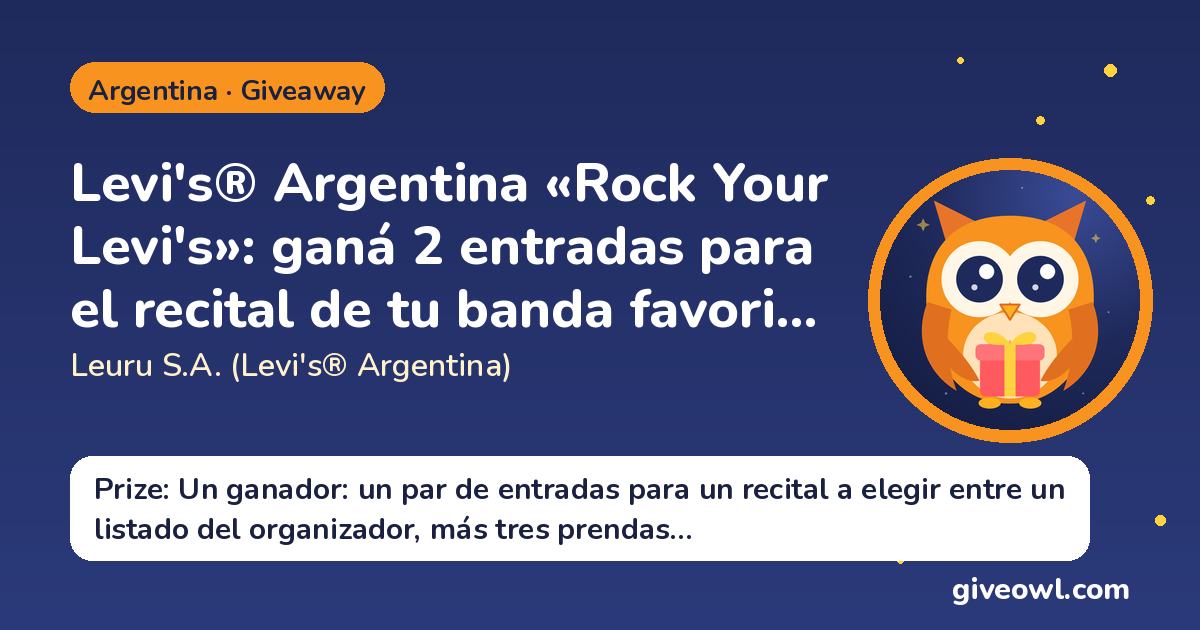 Argentina · Giveaway
Levi's® Argentina «Rock Your
Levi's»: ganá 2 entradas para
el recital de tu banda favori...
Leuru S.A. (Levi's® Argentina)
Prize: Un ganador: un par de entradas para un recital a elegir entre un
listado del organizador, más tres prendas...
giveowl.com